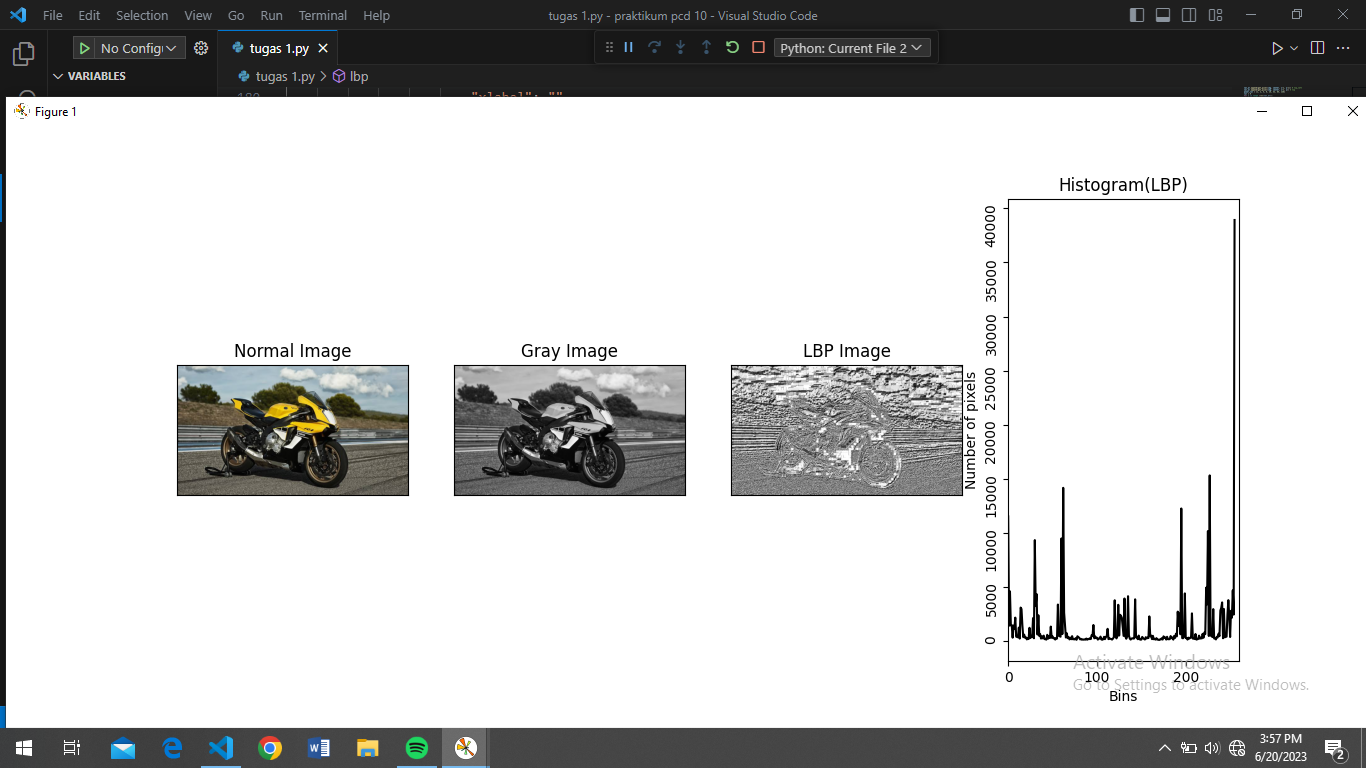 File Edit Selection View Go Run Terminal Help
tugas 1.py - praktikum pcd 10 - Visual Studio Code
No Config
tugas 1.py
Python: Current File 2
VARIABLES
tugas 1.py > lbp
"xlabel": ""
Figure 1
Histogram(LBP)
Normal Image
Gray Image
LBP Image
Number of pixels
40000
35000
30000
25000
20000
15000
10000
5000
0
0 100 200
Bins
Activate Windows
Go to Settings to activate Windows.
3:57 PM
6/20/2023
2